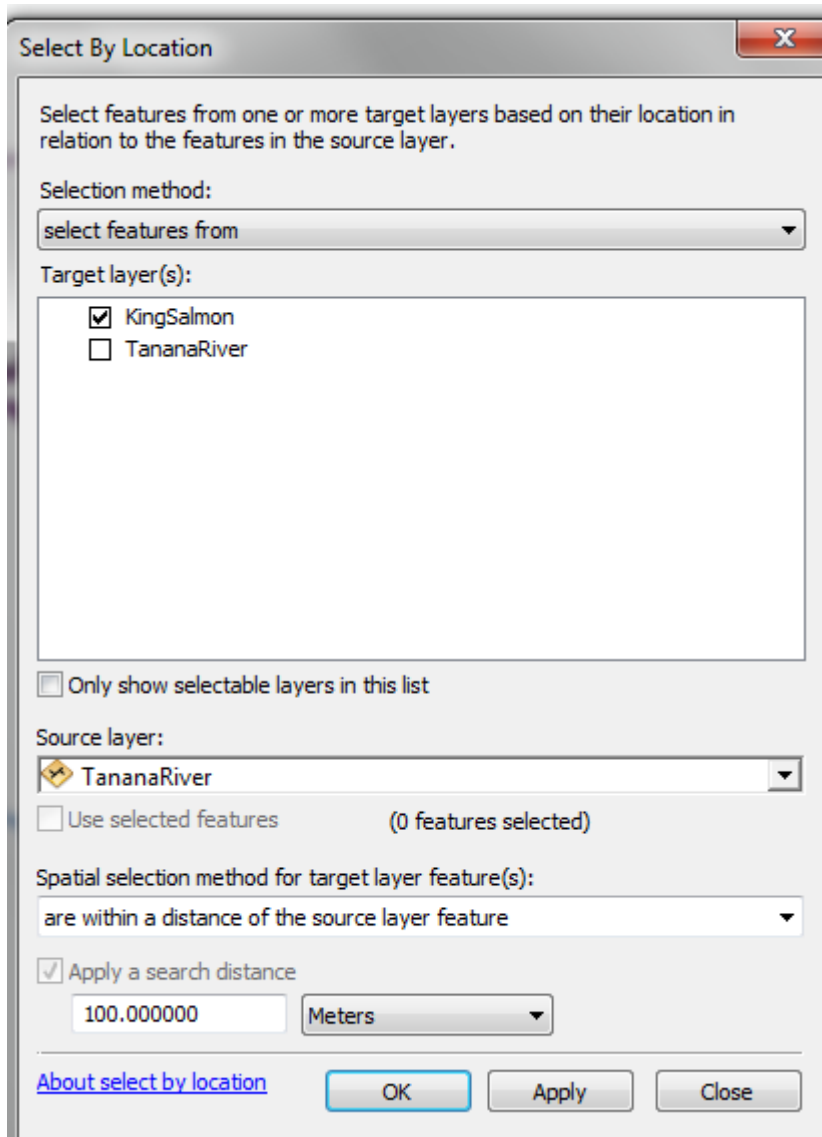 Select By Location
Select features from one or more target layers based on their location in
relation to the features in the source layer.
Selection method:
select features from
Target layer(s):
KingSalmon
TananaRiver
Only show selectable layers in this list
Source layer:
TananaRiver
Use selected features (0 features selected)
Spatial selection method for target layer feature(s):
are within a distance of the source layer feature
Apply a search distance
100.000000 Meters
About select by location OK Apply Close